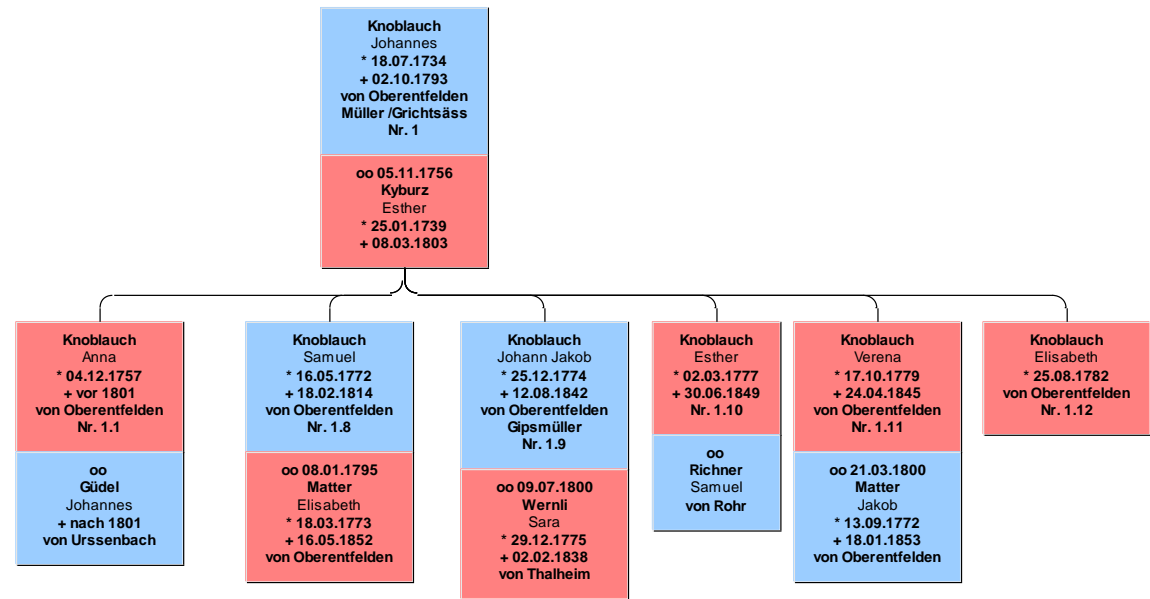 Knoblauch
Johannes
* 18.07.1734
+ 02.10.1793
von Oberentfelden
Müller /Grichtsäss
Nr. 1
oo 05.11.1756
Kyburz
Esther
* 25.01.1739
+ 08.03.1803
Knoblauch
Anna
* 04.12.1757
+ vor 1801
von Oberentfelden
Nr. 1.1
oo
Güdel
Johannes
+ nach 1801
von Urssenbach
Knoblauch
Samuel
* 16.05.1772
+ 18.02.1814
von Oberentfelden
Nr. 1.8
oo 08.01.1795
Matter
Elisabeth
* 18.03.1773
+ 16.05.1852
von Oberentfelden
Knoblauch
Johann Jakob
* 25.12.1774
+ 12.08.1842
von Oberentfelden
Gipsmüller
Nr. 1.9
oo 09.07.1800
Wernli
Sara
* 29.12.1775
+ 02.02.1838
von Thalheim
Knoblauch
Esther
* 02.03.1777
+ 30.06.1849
Nr. 1.10
oo
Richner
Samuel
von Rohr
Knoblauch
Verena
* 17.10.1779
+ 24.04.1845
von Oberentfelden
Nr. 1.11
oo 21.03.1800
Matter
Jakob
* 13.09.1772
+ 18.01.1853
von Oberentfelden
Knoblauch
Elisabeth
* 25.08.1782
von Oberentfelden
Nr. 1.12